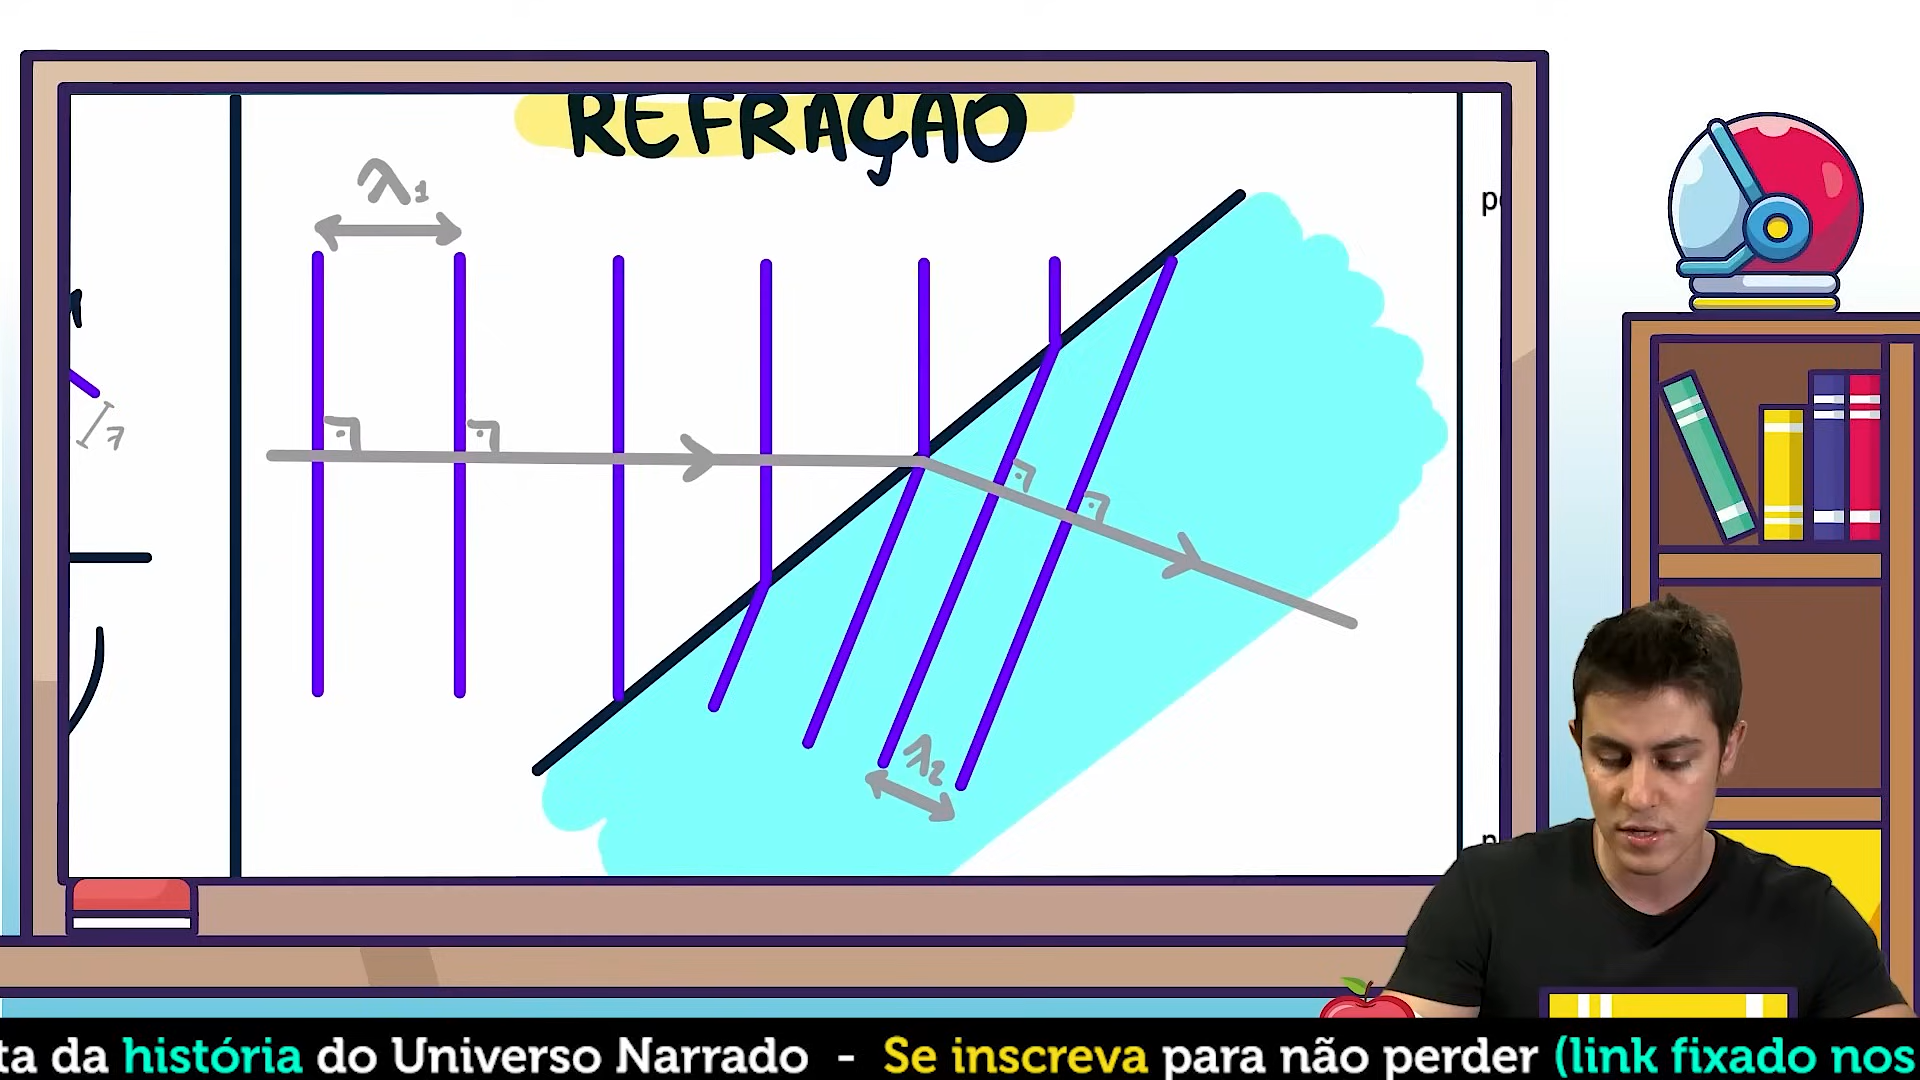 REFRAÇÃO
λ1
λ2
ta da história do Universo Narrado - Se inscreva para não perder (link fixado nos